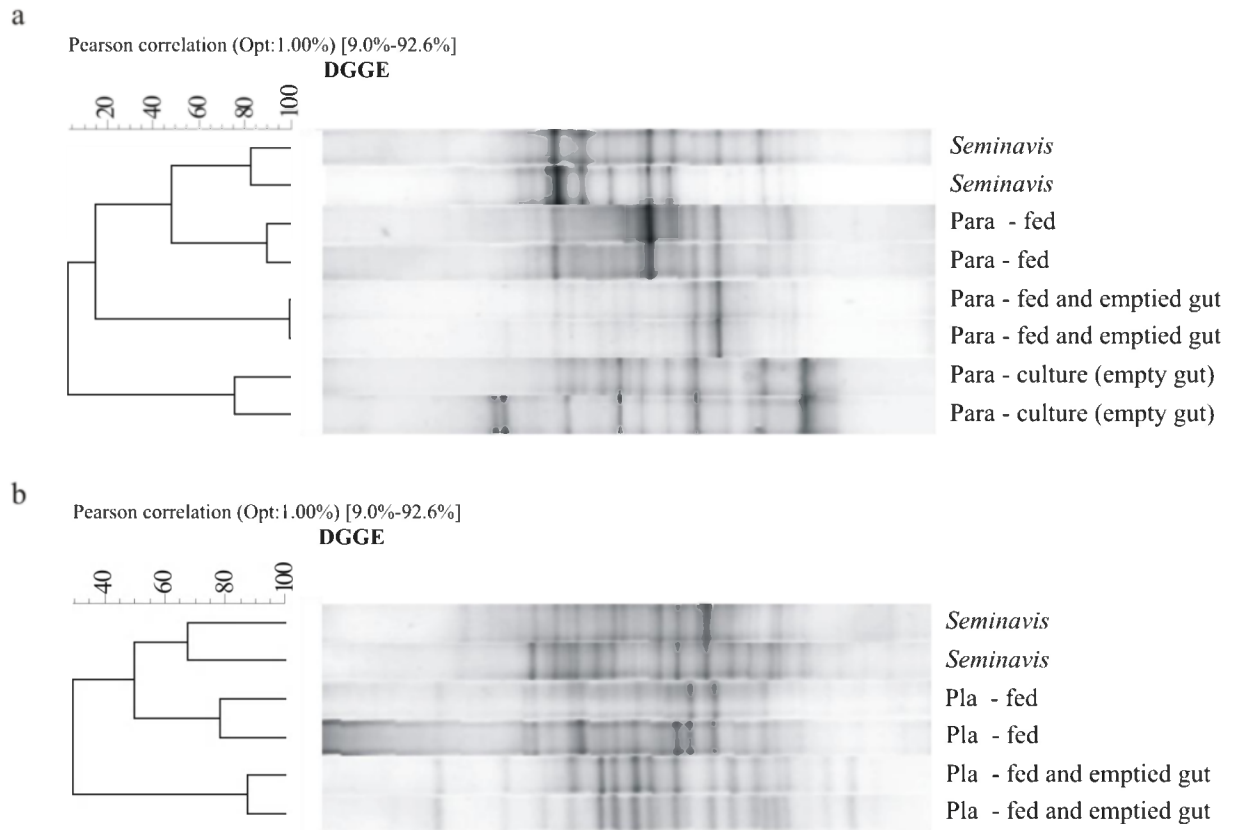 a
Pearson correlation (Opt:1.00%) [9.0%-92.6%]
DGGE
20 40 60 80 100
Seminavis
Seminavis
Para - fed
Para - fed
Para - fed and emptied gut
Para - fed and emptied gut
Para - culture (empty gut)
Para - culture (empty gut)
b
Pearson correlation (Opt:1.00%) [9.0%-92.6%]
DGGE
40 60 80 100
Seminavis
Seminavis
Pla - fed
Pla - fed
Pla - fed and emptied gut
Pla - fed and emptied gut